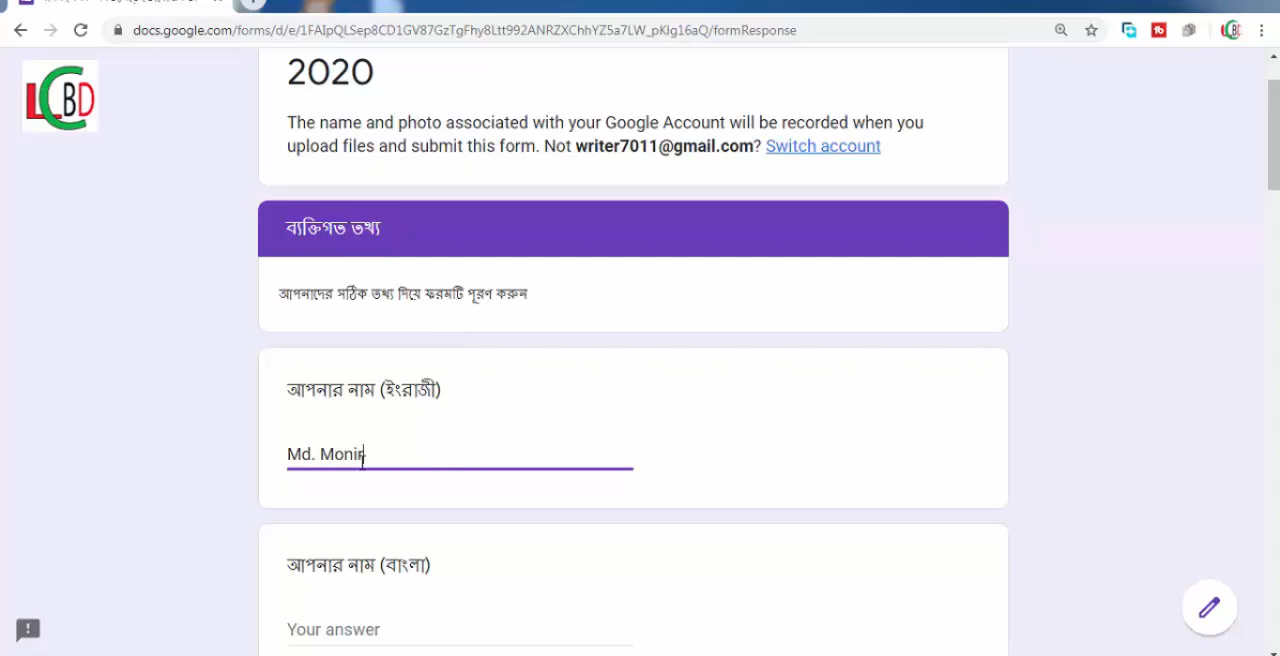 docs.google.com/forms/d/e/1FAIpQLSep8CD1GV87GzTgFhy8Ltt992ANRZXChhYZ5a7LW_pKlg16aQ/formResponse
LCBD
2020
The name and photo associated with your Google Account will be recorded when you
upload files and submit this form. Not writer7011@gmail.com? Switch account
ব্যক্তিগত তথ্য
আপনাদের সঠিক তথ্য দিয়ে ফরমটি পূরণ করুন
আপনার নাম (ইংরাজী)
Md. Monir
আপনার নাম (বাংলা)
Your answer